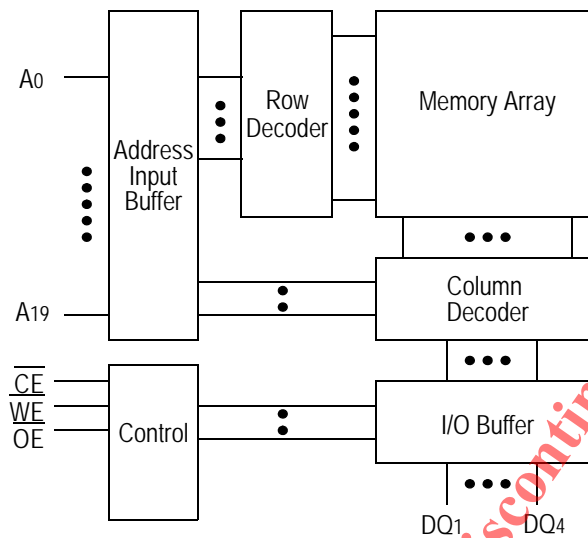 A0
Address
Input
Buffer
A19
Row
Decoder
Memory Array
Column
Decoder
CE
WE
OE
Control
I/O Buffer
DQ1
DQ4